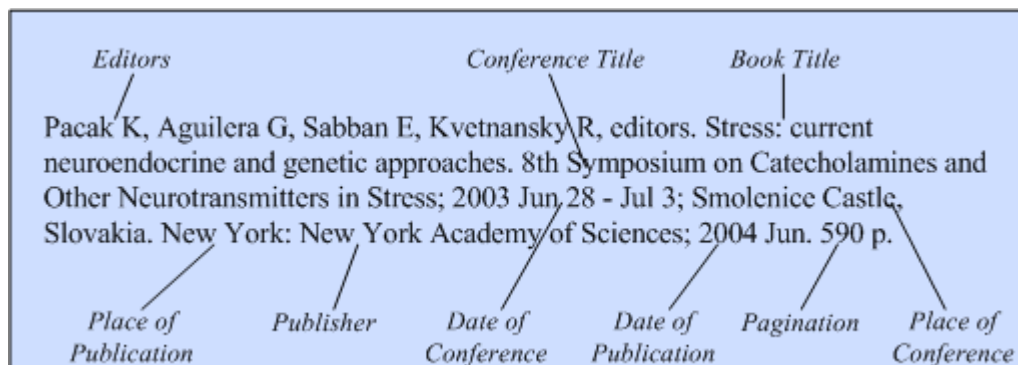 Editors Conference Title Book Title
Pacak K, Aguilera G, Sabban E, Kvetnansky R, editors. Stress: current
neuroendocrine and genetic approaches. 8th Symposium on Catecholamines and
Other Neurotransmitters in Stress; 2003 Jun 28 - Jul 3; Smolenice Castle,
Slovakia. New York: New York Academy of Sciences; 2004 Jun. 590 p.
Place of Publication
Publisher
Date of Conference
Date of Publication
Pagination
Place of Conference